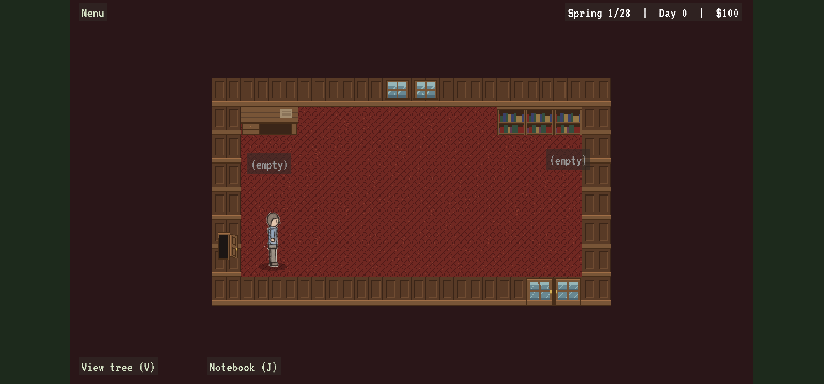 Menu
Spring 1/28 | Day 0 | $100
(empty)
(empty)
View tree (V)
Notebook (J)